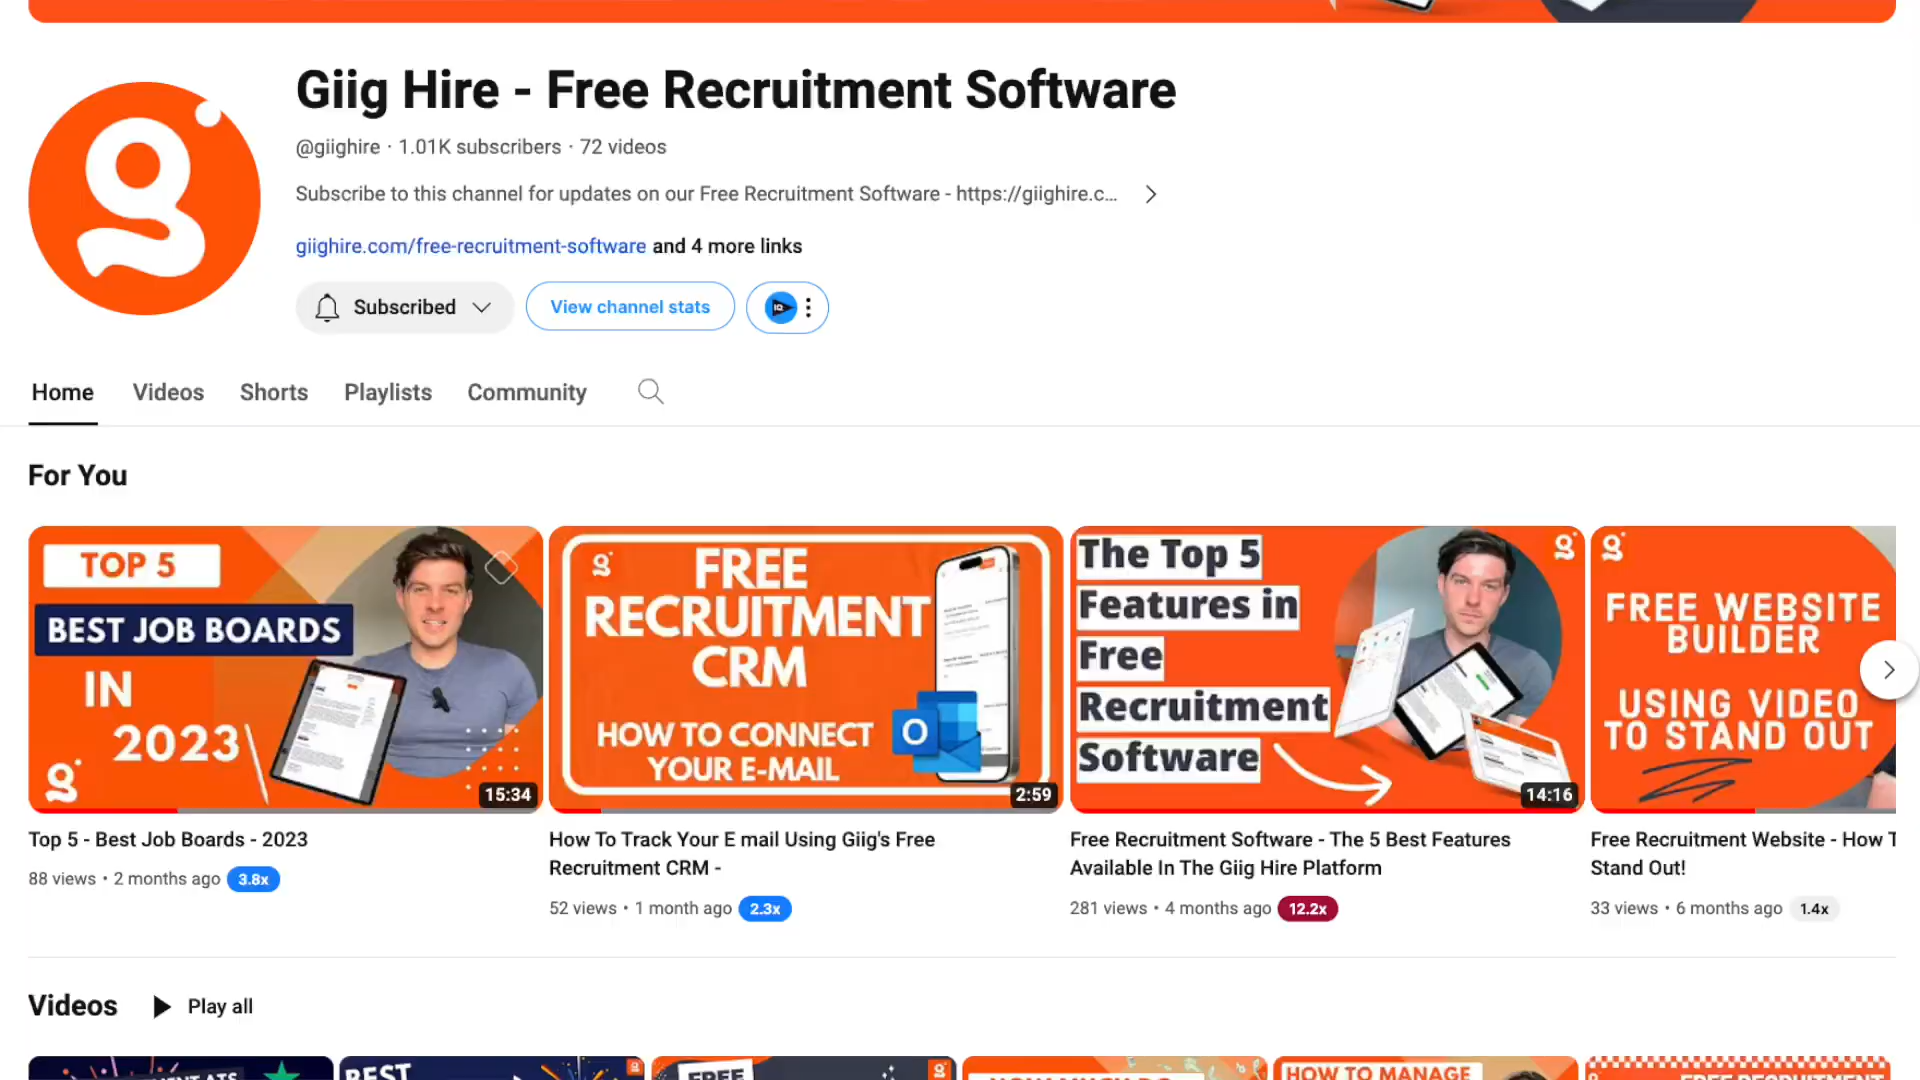 Giig Hire - Free Recruitment Software
@giighire · 1.01K subscribers · 72 videos
Subscribe to this channel for updates on our Free Recruitment Software - https://giighire.c...
giighire.com/free-recruitment-software and 4 more links
Subscribed
View channel stats
Home
Videos
Shorts
Playlists
Community
For You
TOP 5
BEST JOB BOARDS
IN
2023
15:34
FREE
RECRUITMENT
CRM
HOW TO CONNECT
YOUR E-MAIL
2:59
The Top 5
Features in
Free
Recruitment
Software
14:16
FREE WEBSITE
BUILDER
USING VIDEO
TO STAND OUT
Top 5 - Best Job Boards - 2023
88 views • 2 months ago 3.8x
How To Track Your E mail Using Giig's Free
Recruitment CRM -
52 views • 1 month ago 2.3x
Free Recruitment Software - The 5 Best Features
Available In The Giig Hire Platform
281 views • 4 months ago 12.2x
Free Recruitment Website - How T
Stand Out!
33 views • 6 months ago 1.4x
Videos
Play all
BEST
FREE
HOW TO MANAGE